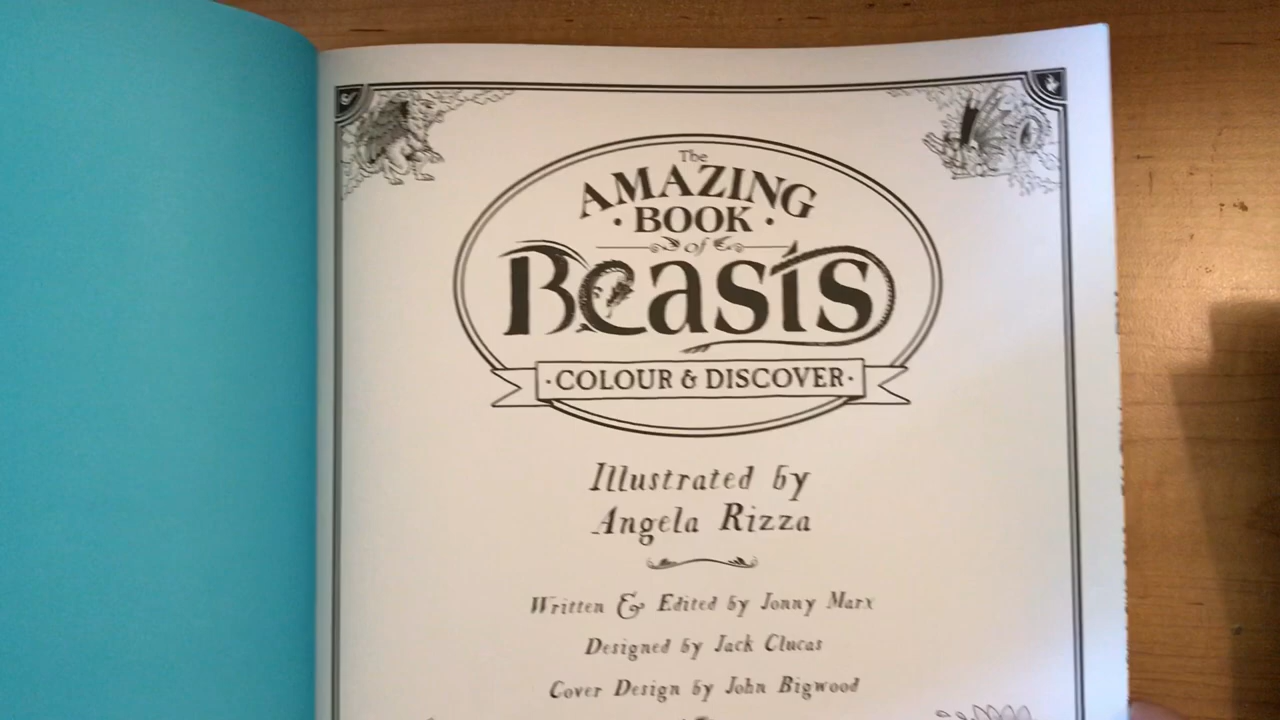 The
AMAZING
· BOOK ·
of
Beasts
· COLOUR & DISCOVER ·
Illustrated by
Angela Rizza
Written & Edited by Jonny Marx
Designed by Jack Clucas
Cover Design by John Bigwood